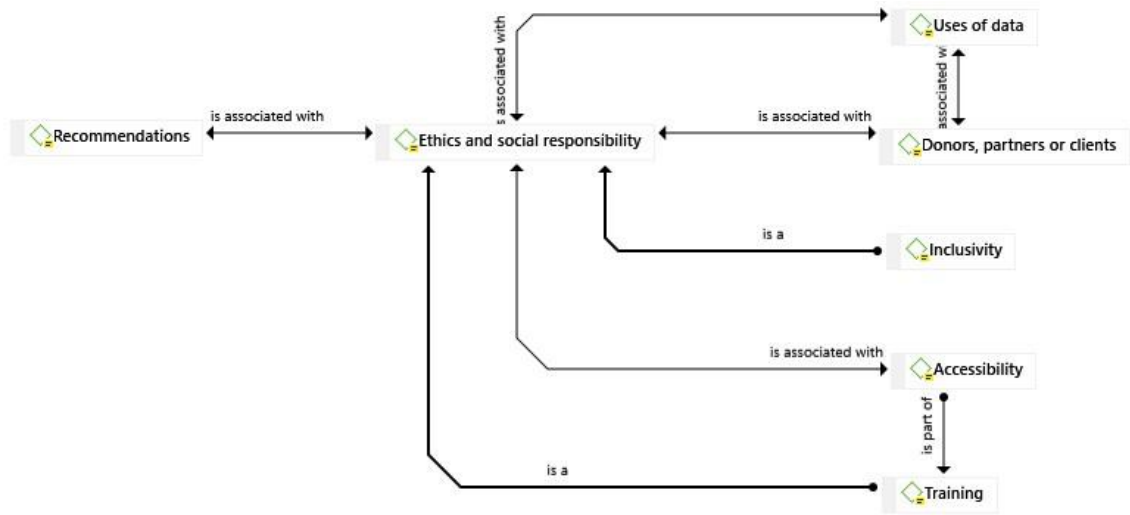 Uses of data
is associated with
Recommendations
is associated with
Ethics and social responsibility
is associated with
Donors, partners or clients
associated
is a
Inclusivity
is associated with
Accessibility
is part of
is a
Training